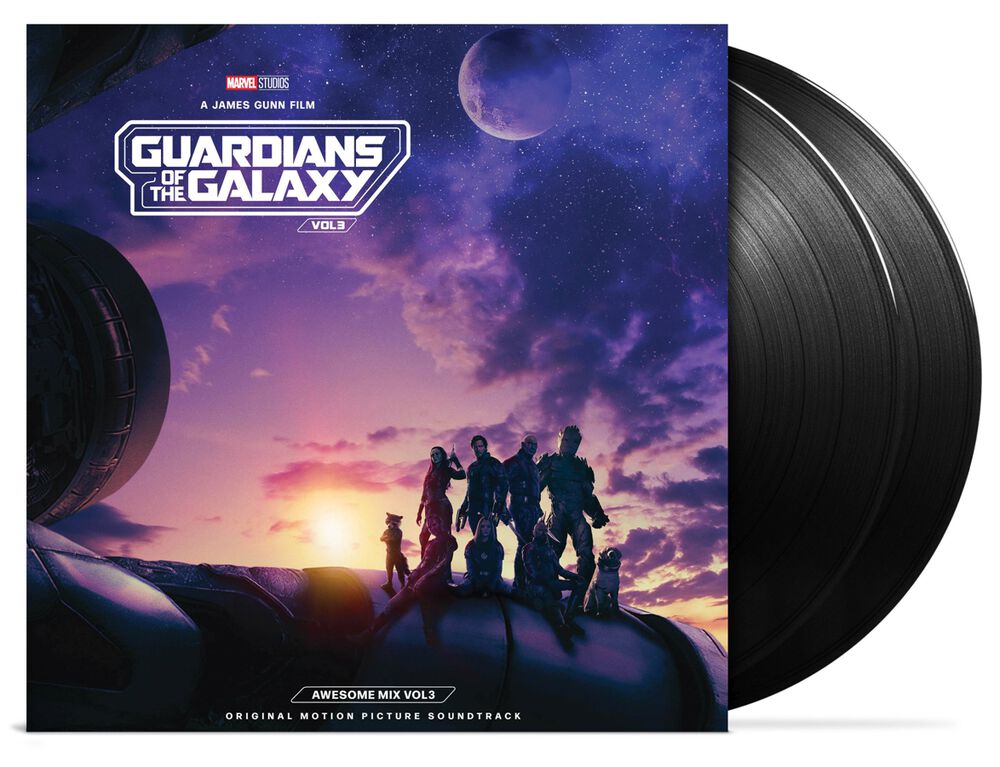 MARVEL STUDIOS
A JAMES GUNN FILM
GUARDIANS
OF THE GALAXY
VOL3
AWESOME MIX VOL3
ORIGINAL MOTION PICTURE SOUNDTRACK